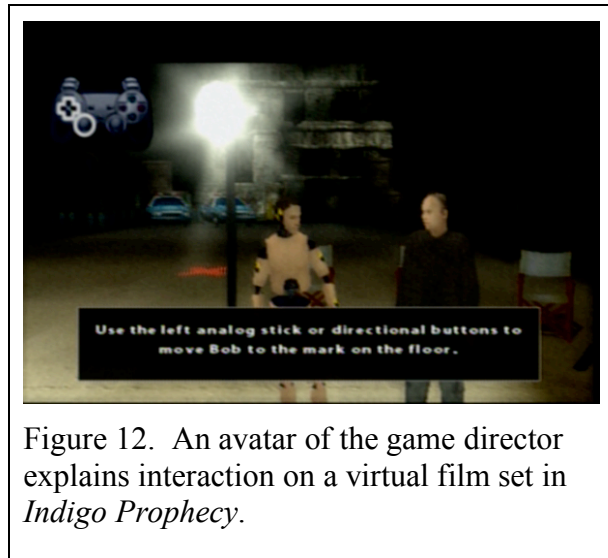 Use the left analog stick or directional buttons to
move Bob to the mark on the floor.
Figure 12.  An avatar of the game director
explains interaction on a virtual film set in
Indigo Prophecy.